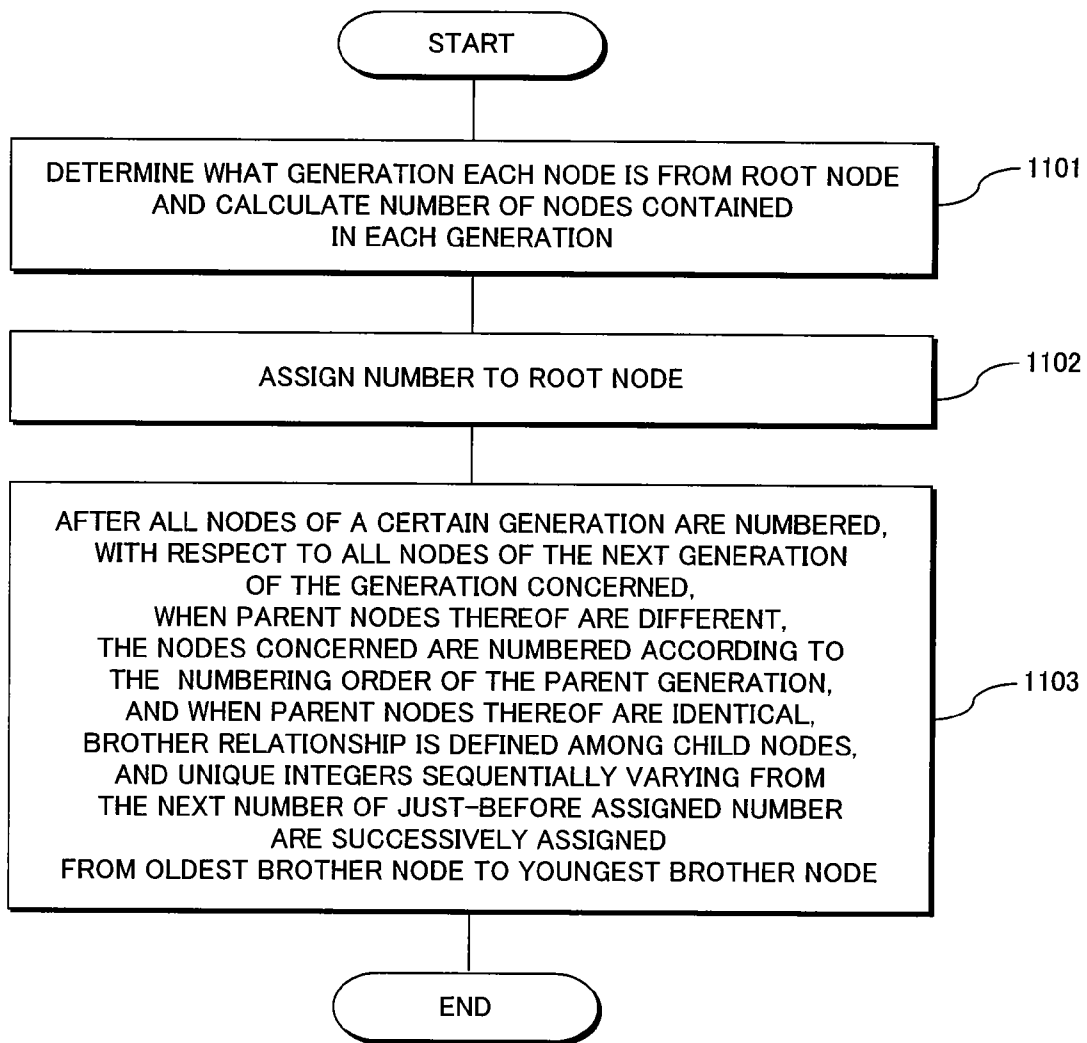 START
DETERMINE WHAT GENERATION EACH NODE IS FROM ROOT NODE
AND CALCULATE NUMBER OF NODES CONTAINED
IN EACH GENERATION
1101
ASSIGN NUMBER TO ROOT NODE
1102
AFTER ALL NODES OF A CERTAIN GENERATION ARE NUMBERED,
WITH RESPECT TO ALL NODES OF THE NEXT GENERATION
OF THE GENERATION CONCERNED,
WHEN PARENT NODES THEREOF ARE DIFFERENT,
THE NODES CONCERNED ARE NUMBERED ACCORDING TO
THE NUMBERING ORDER OF THE PARENT GENERATION,
AND WHEN PARENT NODES THEREOF ARE IDENTICAL,
BROTHER RELATIONSHIP IS DEFINED AMONG CHILD NODES,
AND UNIQUE INTEGERS SEQUENTIALLY VARYING FROM
THE NEXT NUMBER OF JUST-BEFORE ASSIGNED NUMBER
ARE SUCCESSIVELY ASSIGNED
FROM OLDEST BROTHER NODE TO YOUNGEST BROTHER NODE
1103
END